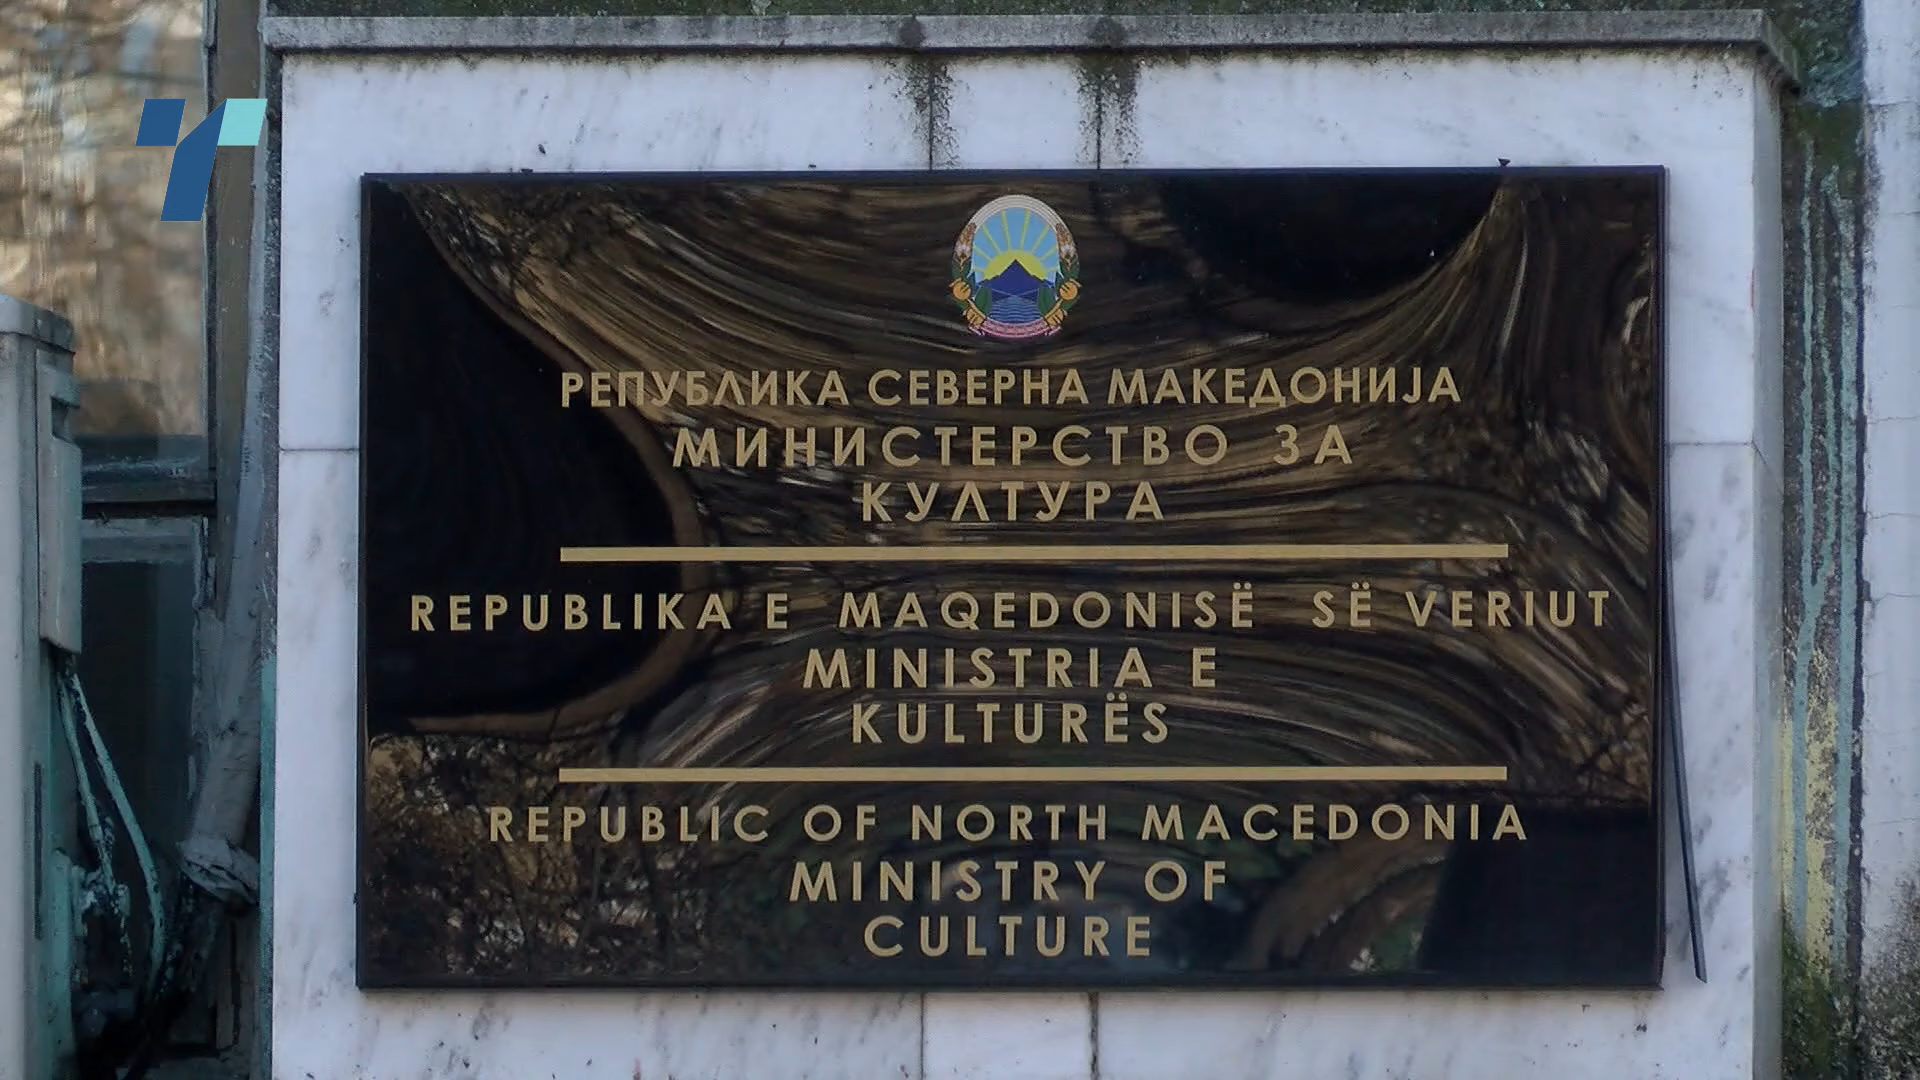 РЕПУБЛИКА СЕВЕРНА МАКЕДОНИЈА
МИНИСТЕРСТВО ЗА
КУЛТУРА
REPUBLIKA E MAQEDONISË SË VERIUT
MINISTRIA E
KULTURËS
REPUBLIC OF NORTH MACEDONIA
MINISTRY OF
CULTURE